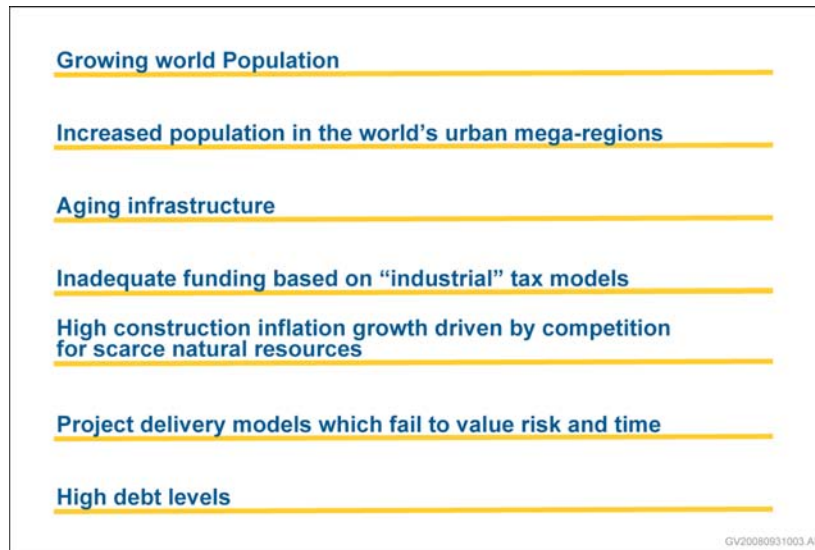 Growing world Population
Increased population in the world's urban mega-regions
Aging infrastructure
Inadequate funding based on “industrial” tax models
High construction inflation growth driven by competition
for scarce natural resources
Project delivery models which fail to value risk and time
High debt levels